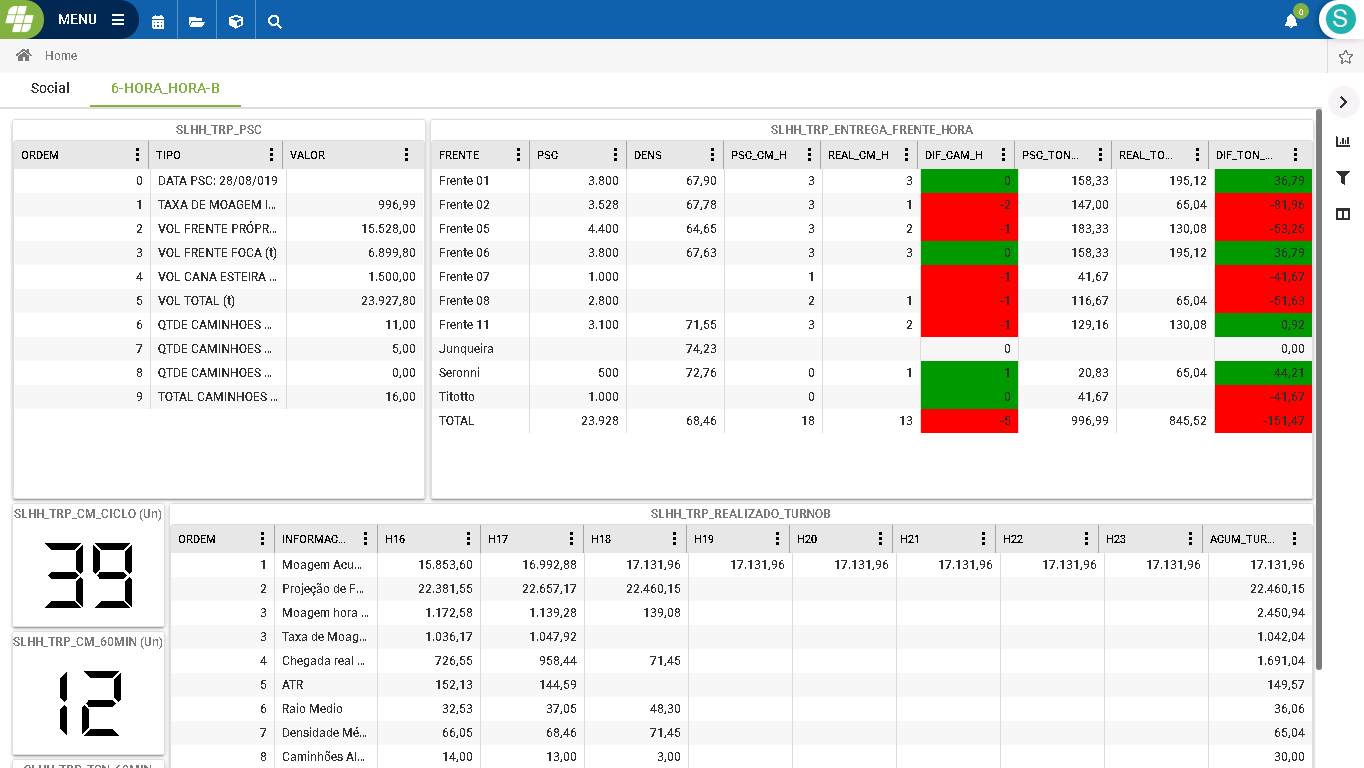 MENU
0
S
Home
Social 6-HORA_HORA-B
SLHH_TRP_PSC
ORDEM TIPO VALOR
0 DATA PSC: 28/08/019
1 TAXA DE MOAGEM I... 996,99
2 VOL FRENTE PRÓPR... 15.528,00
3 VOL FRENTE FOCA (t) 6.899,80
4 VOL CANA ESTEIRA ... 1.500,00
5 VOL TOTAL (t) 23.927,80
6 QTDE CAMINHOES ... 11,00
7 QTDE CAMINHOES ... 5,00
8 QTDE CAMINHOES ... 0,00
9 TOTAL CAMINHOES ... 16,00
SLHH_TRP_ENTREGA_FRENTE_HORA
FRENTE PSC DENS PSC_CM_H REAL_CM_H DIF_CAM_H PSC_TON... REAL_TO... DIF_TON_...
Frente 01 3.800 67,90 3 3 0 158,33 195,12 36,79
Frente 02 3.528 67,78 3 1 -2 147,00 65,04 -81,96
Frente 05 4.400 64,65 3 2 -1 183,33 130,08 -53,25
Frente 06 3.800 67,63 3 3 0 158,33 195,12 36,79
Frente 07 1.000 1 -1 41,67 -41,67
Frente 08 2.800 2 1 -1 116,67 65,04 -51,63
Frente 11 3.100 71,55 3 2 -1 129,16 130,08 0,92
Junqueira 74,23 0 0,00
Seronni 500 72,76 0 1 1 20,83 65,04 44,21
Titotto 1.000 0 0 41,67 -41,67
TOTAL 23.928 68,46 18 13 -5 996,99 845,52 -151,47
SLHH_TRP_CM_CICLO (Un)
39
SLHH_TRP_CM_60MIN (Un)
12
SLHH_TRP_TON_60MIN
SLHH_TRP_REALIZADO_TURNOB
ORDEM INFORMAC... H16 H17 H18 H19 H20 H21 H22 H23 ACUM_TUR...
1 Moagem Acu... 15.853,60 16.992,88 17.131,96 17.131,96 17.131,96 17.131,96 17.131,96 17.131,96 17.131,96
2 Projeção de F... 22.381,55 22.657,17 22.460,15 22.460,15
3 Moagem hora ... 1.172,58 1.139,28 139,08 2.450,94
3 Taxa de Moag... 1.036,17 1.047,92 1.042,04
4 Chegada real ... 726,55 958,44 71,45 1.691,04
5 ATR 152,13 144,59 149,57
6 Raio Medio 32,53 37,05 48,30 36,06
7 Densidade Mé... 66,05 68,46 71,45 65,04
8 Caminhões Al... 14,00 13,00 3,00 30,00